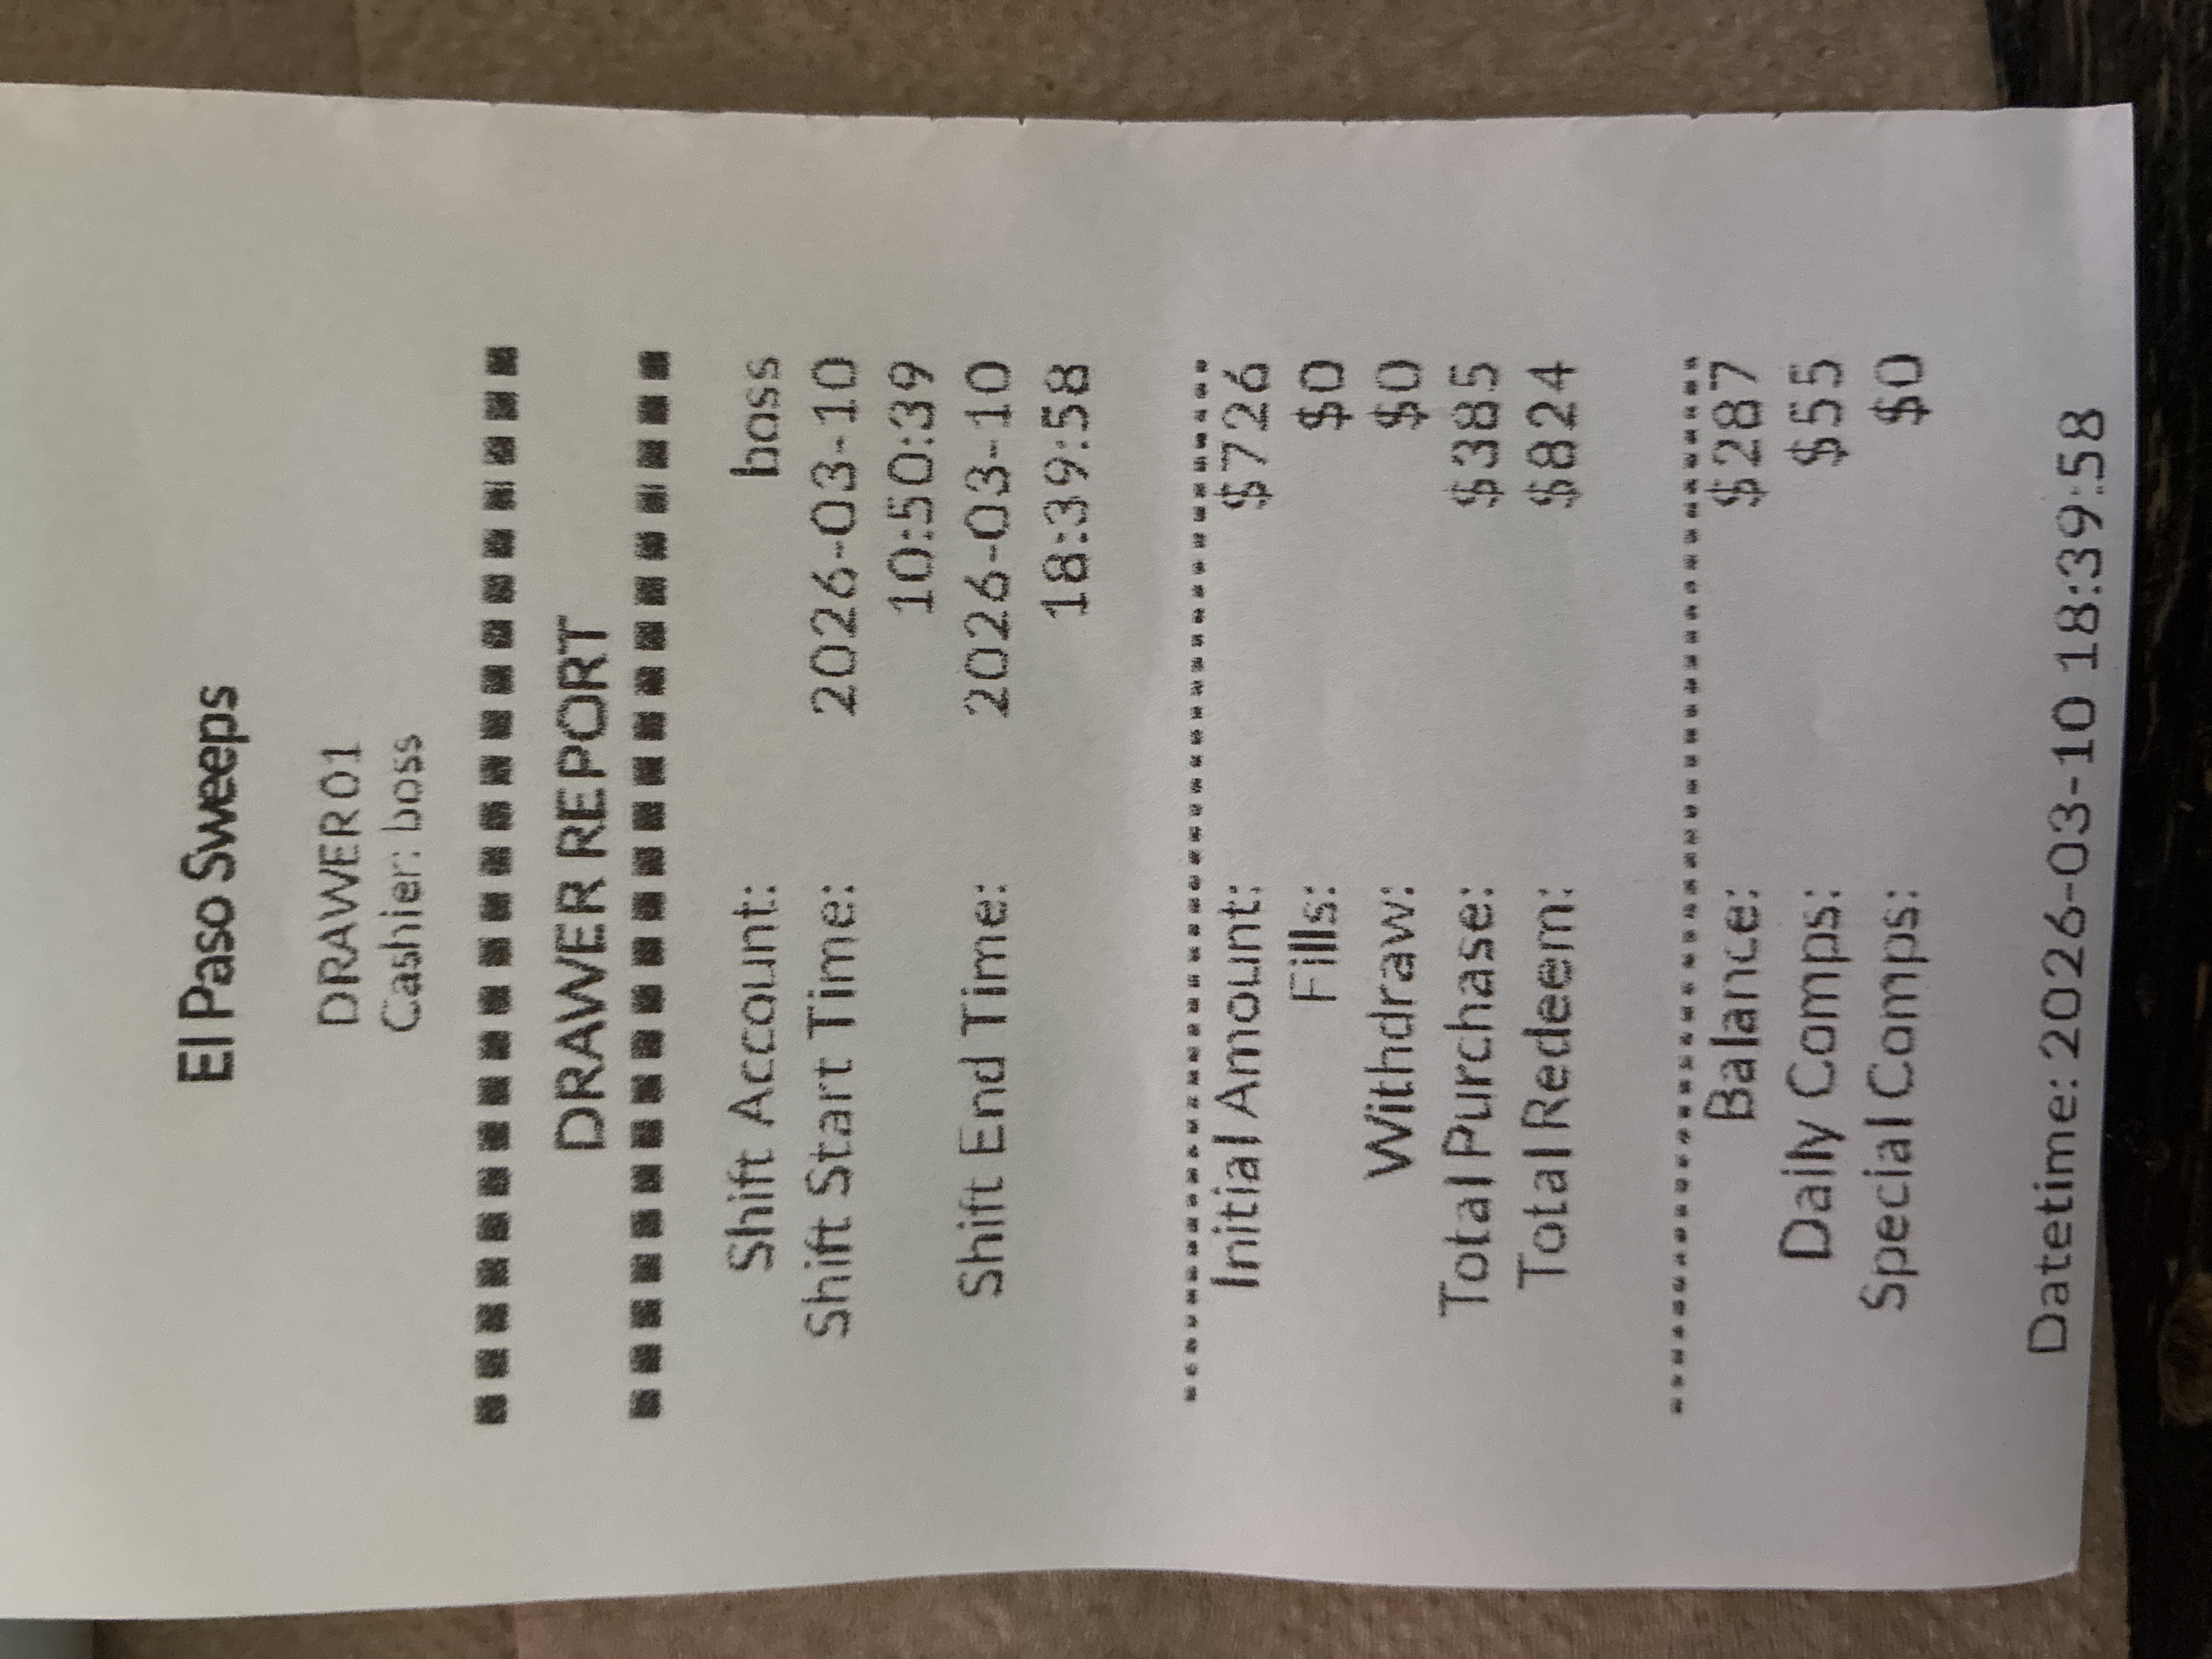 El Paso Sweeps
DRAWER01
Cashier: boss
DRAWER REPORT
Shift Account: boss
Shift Start Time: 2026-03-10
10:50:39
Shift End Time: 2026-03-10
18:39:58
Initial Amount: $726
Fills: $0
Withdraw: $0
Total Purchase: $385
Total Redeem: $824
Balance: $287
Daily Comps: $55
Special Comps: $0
Datetime: 2026-03-10 18:39:58